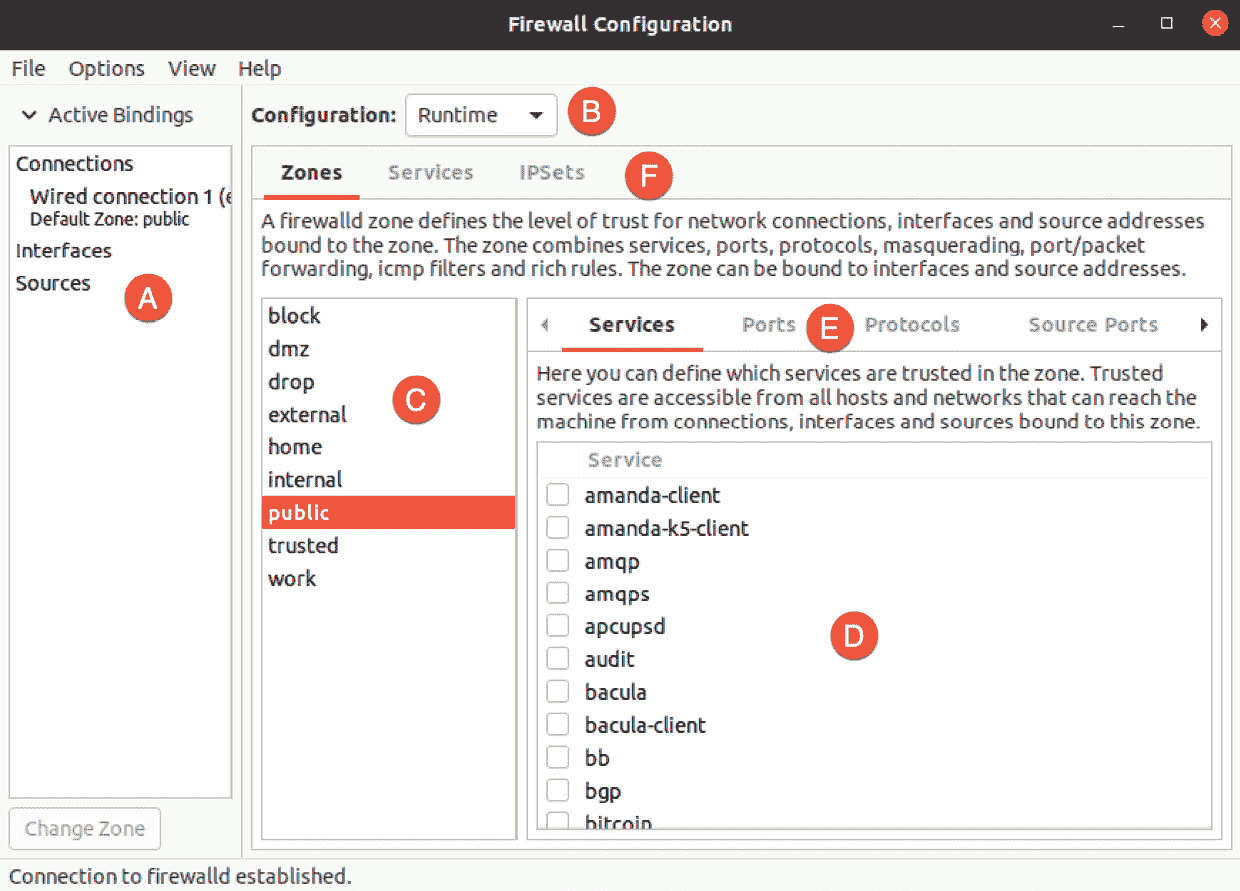 Firewall Configuration
File Options View Help
Active Bindings
Connections
Wired connection 1 (e
Default Zone: public
Interfaces
Sources
A
Change Zone
Configuration: Runtime B
Zones Services IPSets F
A firewalld zone defines the level of trust for network connections, interfaces and source addresses
bound to the zone. The zone combines services, ports, protocols, masquerading, port/packet
forwarding, icmp filters and rich rules. The zone can be bound to interfaces and source addresses.
block
dmz
drop
external
home
internal
public
trusted
work
C
Services Ports E Protocols Source Ports
Here you can define which services are trusted in the zone. Trusted
services are accessible from all hosts and networks that can reach the
machine from connections, interfaces and sources bound to this zone.
Service
amanda-client
amanda-k5-client
amqp
amqps
apcupsd
audit
bacula
bacula-client
bb
bgp
bitcoin
D
Connection to firewalld established.